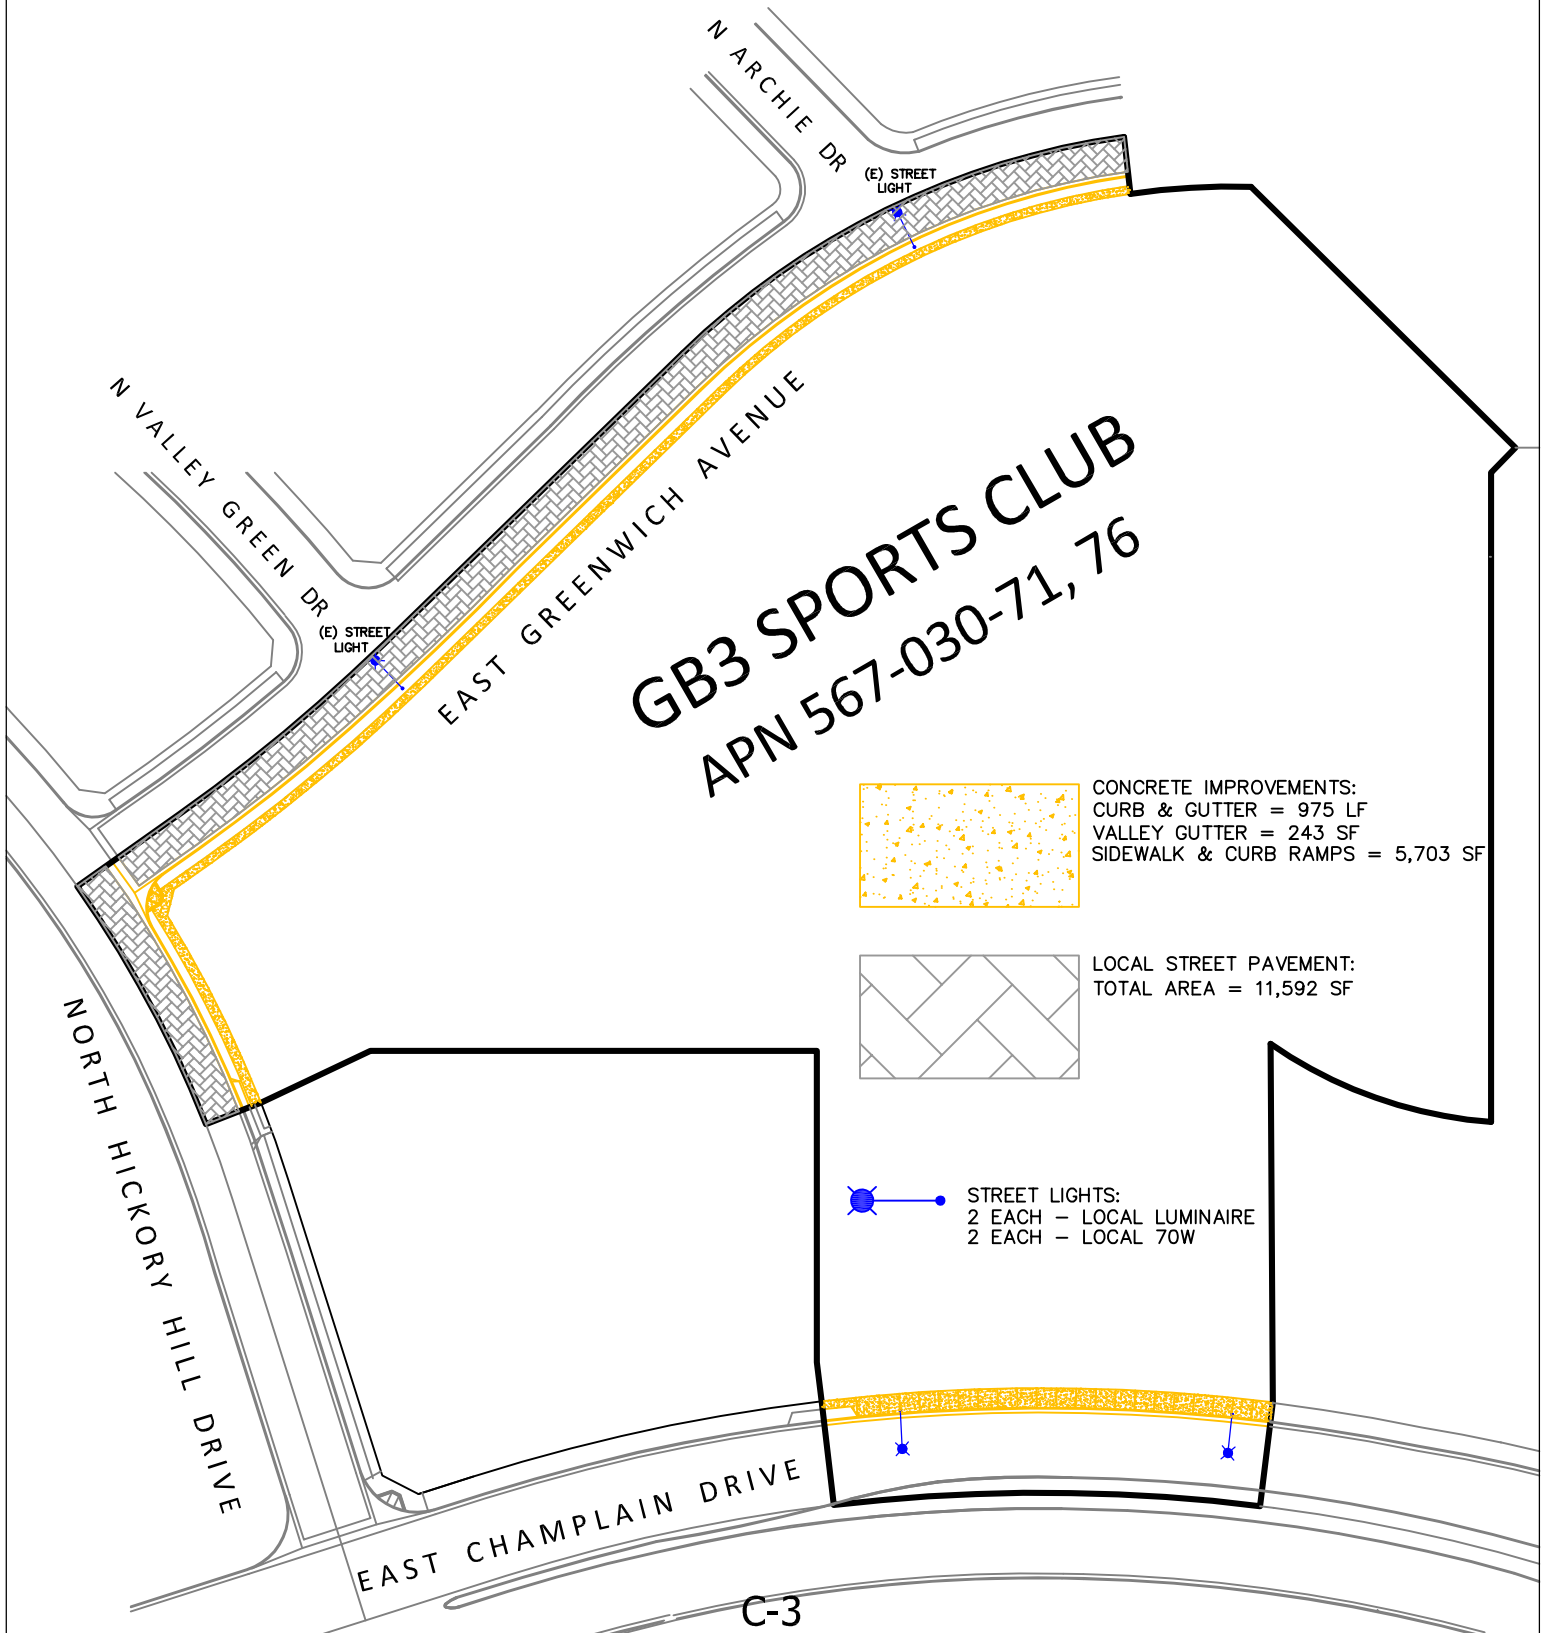 N ARCHIE DR
(E) STREET
LIGHT
N VALLEY GREEN DR
(E) STREET
LIGHT
EAST GREENWICH AVENUE
GB3 SPORTS CLUB
APN 567-030-71, 76
CONCRETE IMPROVEMENTS:
CURB & GUTTER = 975 LF
VALLEY GUTTER = 243 SF
SIDEWALK & CURB RAMPS = 5,703 SF
LOCAL STREET PAVEMENT:
TOTAL AREA = 11,592 SF
NORTH HICKORY HILL DRIVE
STREET LIGHTS:
2 EACH - LOCAL LUMINAIRE
2 EACH - LOCAL 70W
EAST CHAMPLAIN DRIVE
C-3